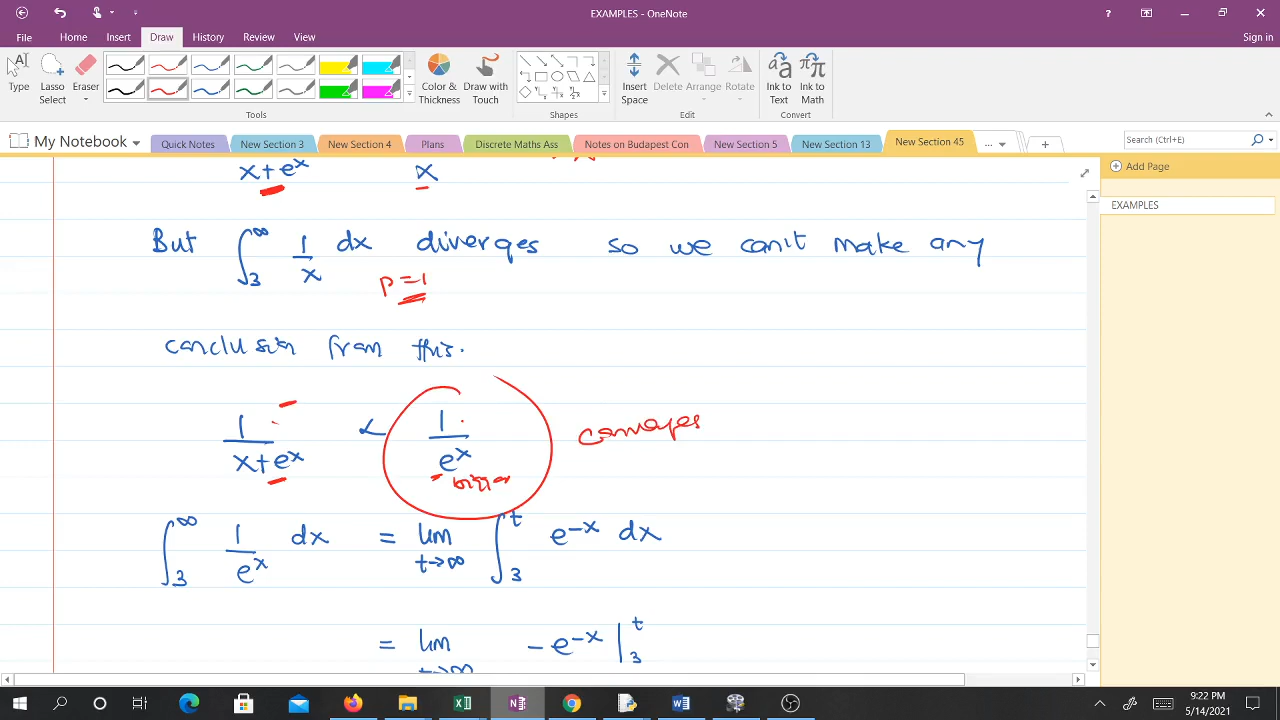 EXAMPLES - OneNote
? Sign in
File Home Insert Draw History Review View
Type Lasso Select Eraser Color & Thickness Draw with Touch Insert Space Delete Arrange Rotate Ink to Text Ink to Math
Tools Shapes Edit Convert
My Notebook Quick Notes New Section 3 New Section 4 Plans Discrete Maths Ass Notes on Budapest Con New Section 5 New Section 13 New Section 45 ... + Search (Ctrl+E)
Add Page
EXAMPLES
x+e^x x
But ∫_3^∞ 1/x dx diverges so we can't make any
p=1
conclusion from this.
1/(x+e^x) < 1/e^x converges
bigger
∫_3^∞ 1/e^x dx = lim t→∞ ∫_3^t e^-x dx
= lim t→∞ -e^-x |_3^t
9:22 PM
5/14/2021